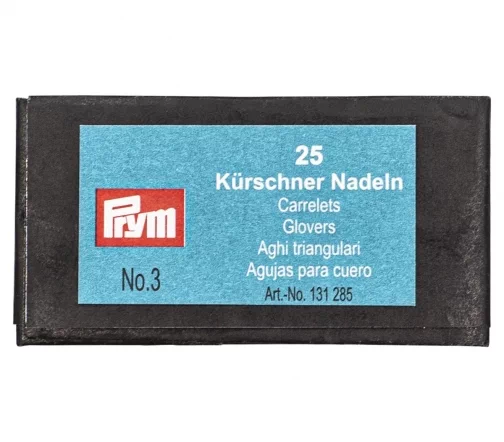 25
Kürschner Nadeln
Carrelets
Glovers
Aghi triangulari
Agujas para cuero
Art.-No. 131 285
Prym
No.3